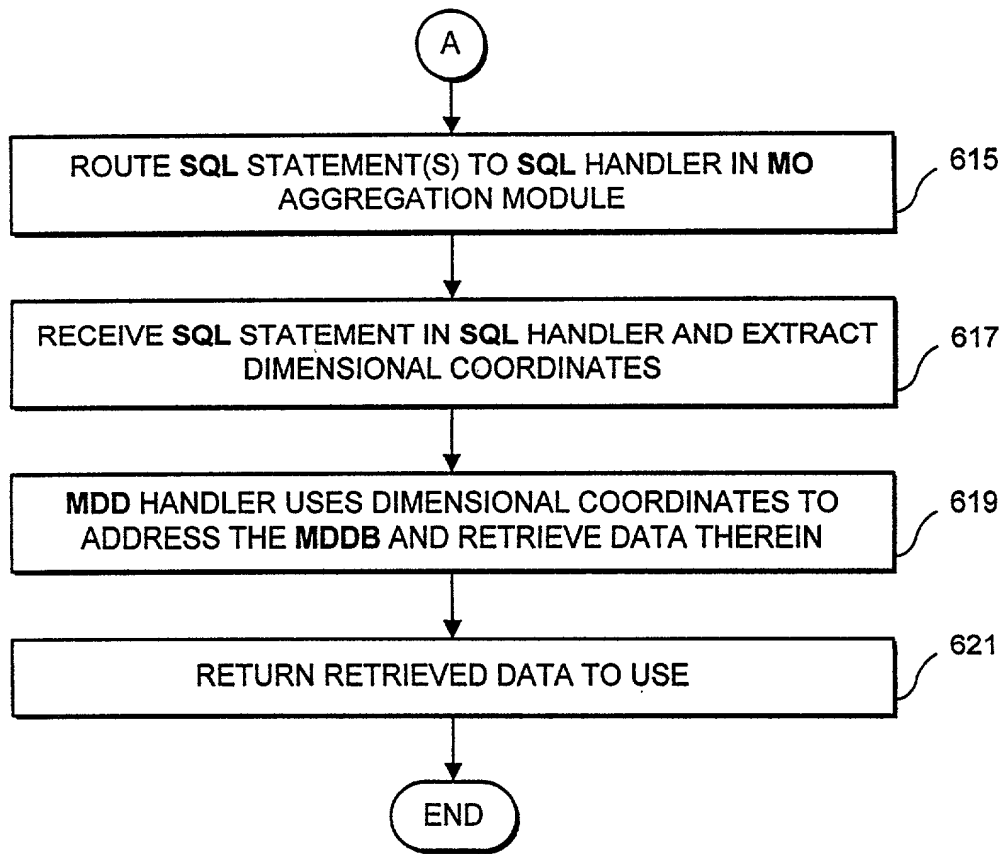 A
ROUTE SQL STATEMENT(S) TO SQL HANDLER IN MO
AGGREGATION MODULE
615
RECEIVE SQL STATEMENT IN SQL HANDLER AND EXTRACT
DIMENSIONAL COORDINATES
617
MDD HANDLER USES DIMENSIONAL COORDINATES TO
ADDRESS THE MDDB AND RETRIEVE DATA THEREIN
619
RETURN RETRIEVED DATA TO USE
621
END